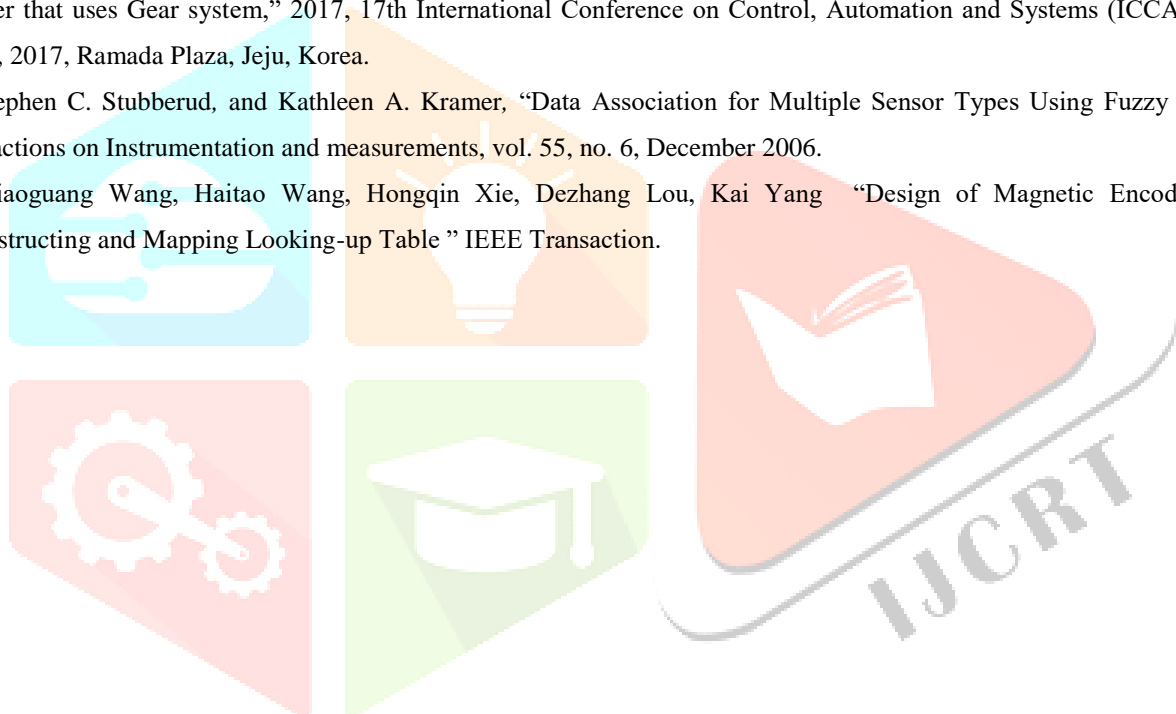 er that uses Gear system,” 2017, 17th International Conference on Control, Automation and Systems (ICCA
, 2017, Ramada Plaza, Jeju, Korea.
ephen C. Stubberud, and Kathleen A. Kramer, “Data Association for Multiple Sensor Types Using Fuzzy
actions on Instrumentation and measurements, vol. 55, no. 6, December 2006.
iaoguang Wang, Haitao Wang, Hongqin Xie, Dezhang Lou, Kai Yang “Design of Magnetic Encod
structing and Mapping Looking-up Table ” IEEE Transaction.
IJCRT